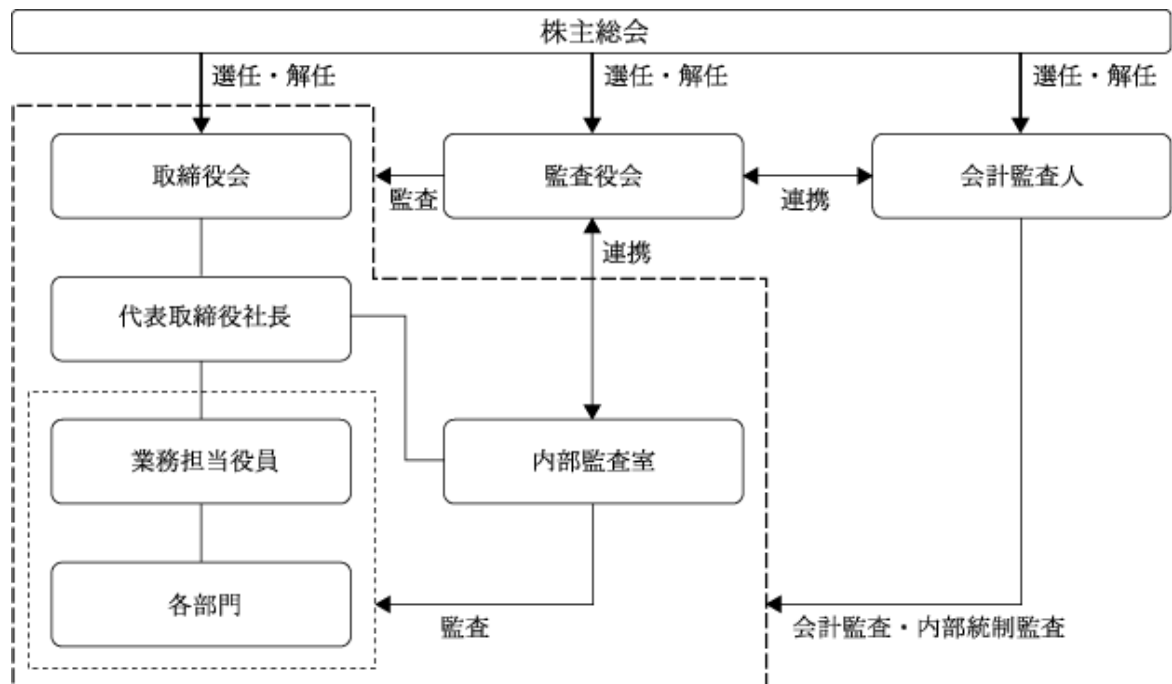 株主総会
選任・解任
選任・解任
選任・解任
取締役会
監査
監査役会
連携
会計監査人
連携
代表取締役社長
業務担当役員
内部監査室
各部門
監査
会計監査・内部統制監査